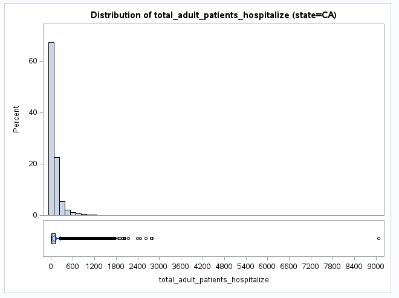 Distribution of total_adult_patients_hospitalize (state=CA)
60
40
20
0
Percent
0 600 1200 1800 2400 3000 3600 4200 4800 5400 6000 6600 7200 7800 8400 9000
total_adult_patients_hospitalize